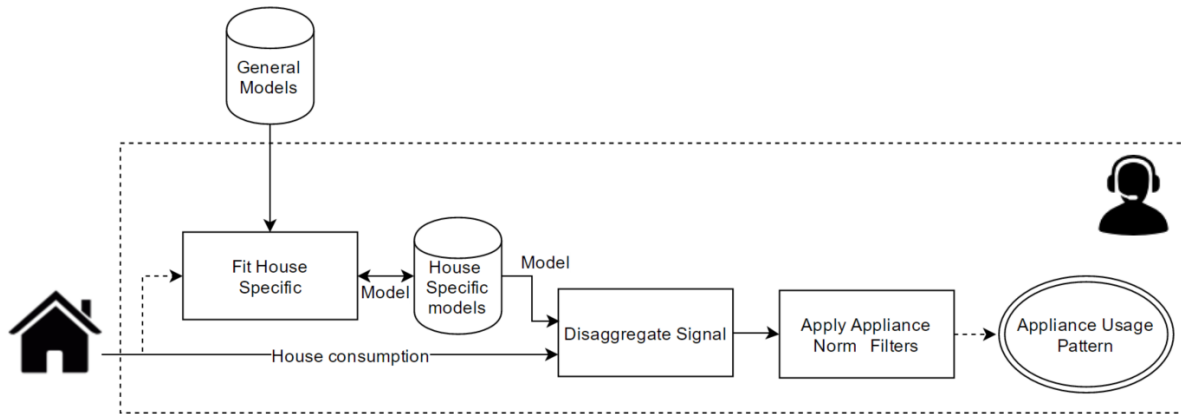 General
Models
Fit House
Specific
Model
House
Specific
models
Model
Disaggregate Signal
Apply Appliance
Norm Filters
Appliance Usage
Pattern
House consumption